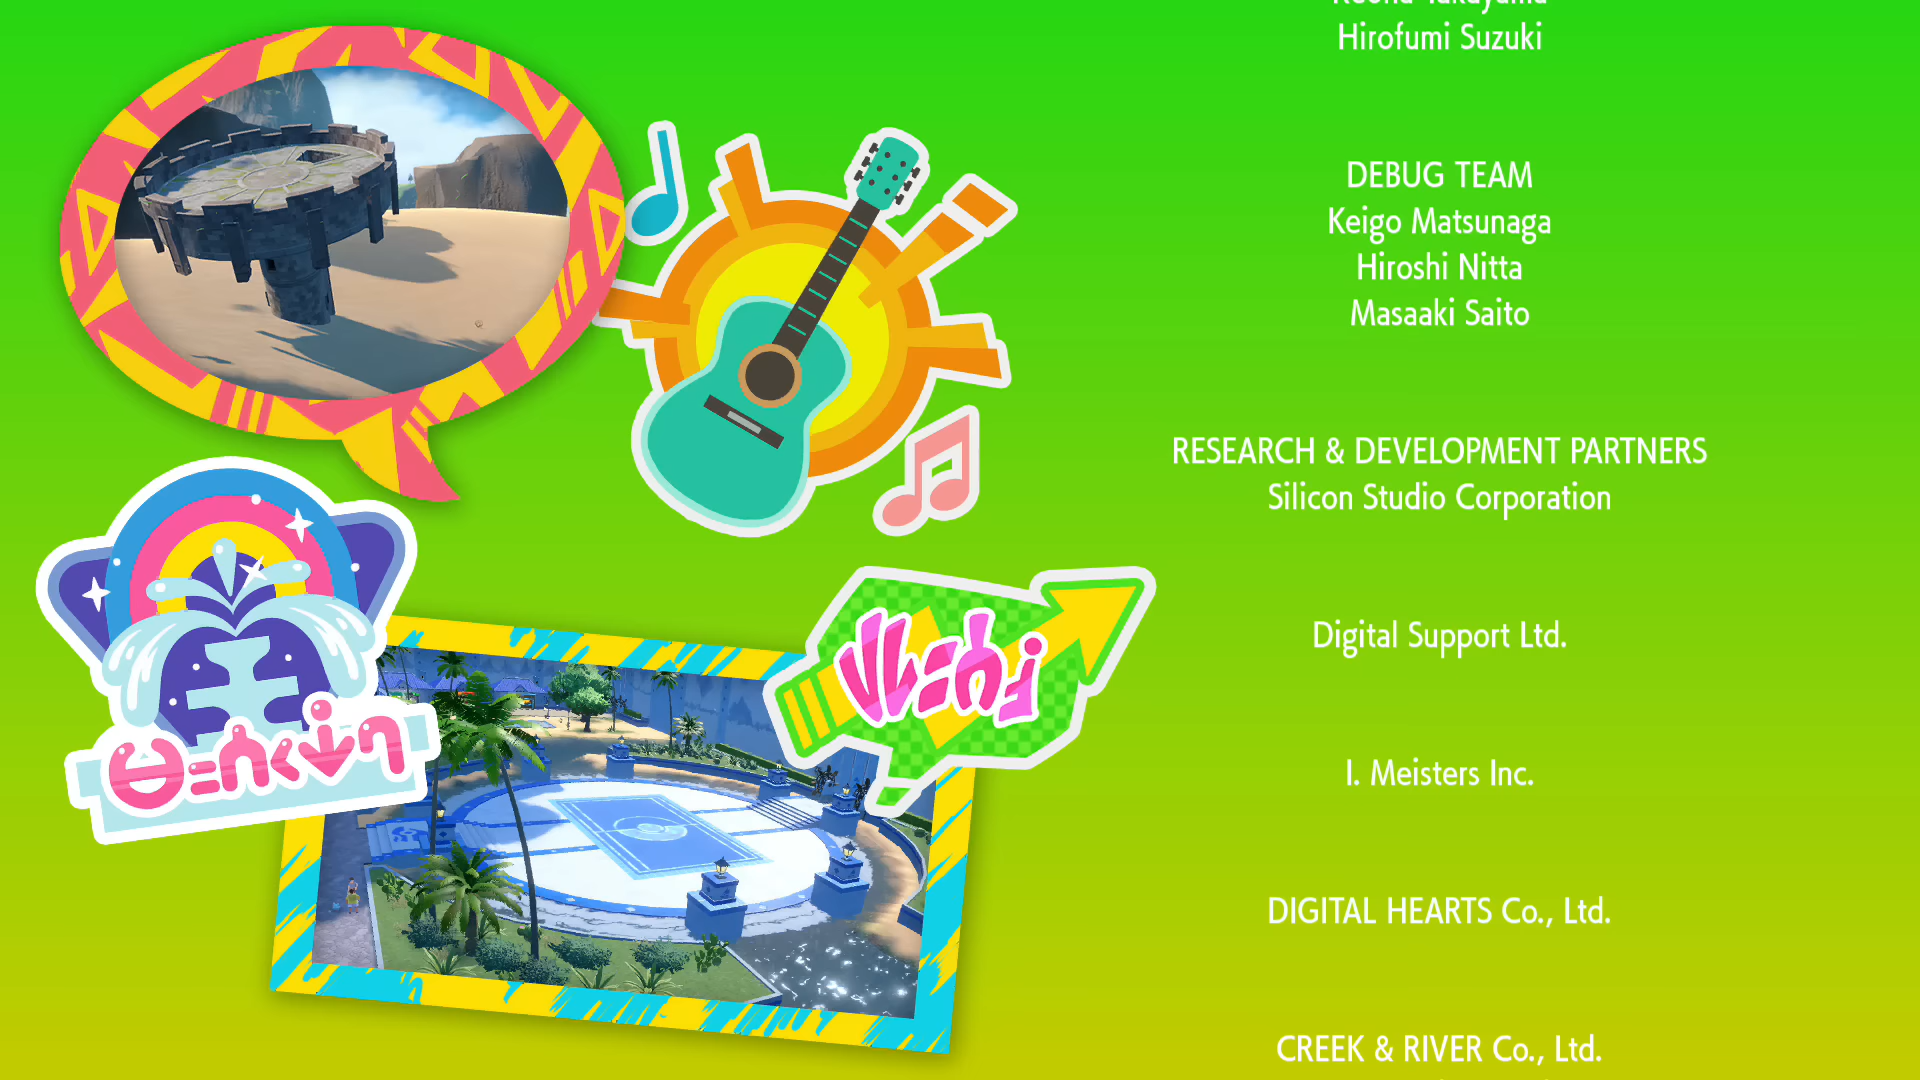 Hirofumi Suzuki
DEBUG TEAM
Keigo Matsunaga
Hiroshi Nitta
Masaaki Saito
RESEARCH & DEVELOPMENT PARTNERS
Silicon Studio Corporation
Digital Support Ltd.
I. Meisters Inc.
DIGITAL HEARTS Co., Ltd.
CREEK & RIVER Co., Ltd.